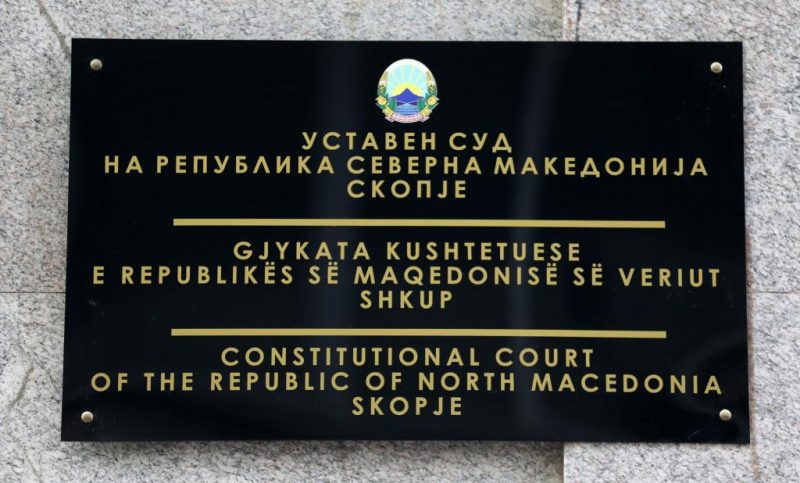 УСТАВЕН СУД
НА РЕПУБЛИКА СЕВЕРНА МАКЕДОНИЈА
СКОПЈЕ
GJYKATA KUSHTETUESE
E REPUBLIKËS SË MAQEDONISË SË VERIUT
SHKUP
CONSTITUTIONAL COURT
OF THE REPUBLIC OF NORTH MACEDONIA
SKOPJE